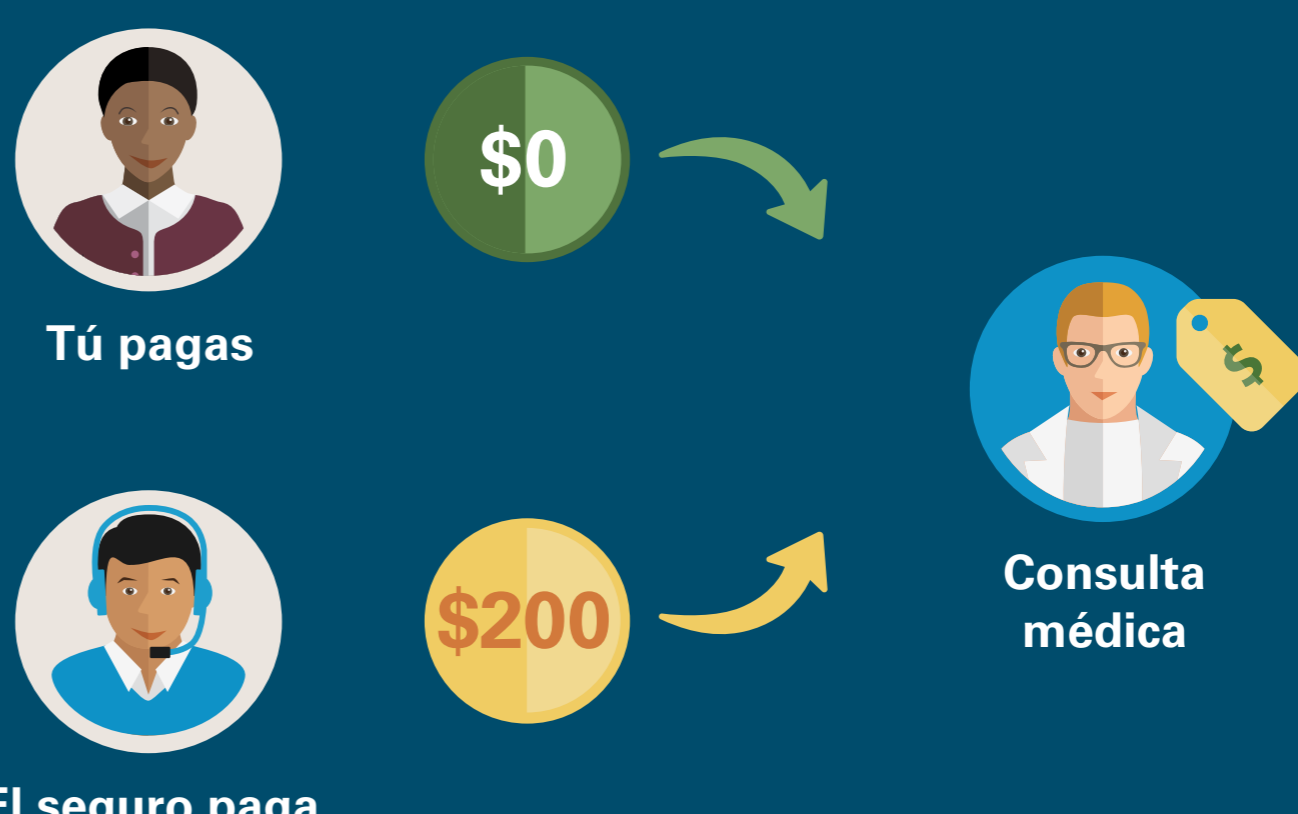 $0
Tú pagas
$
$200
Consulta
médica
El seguro paga